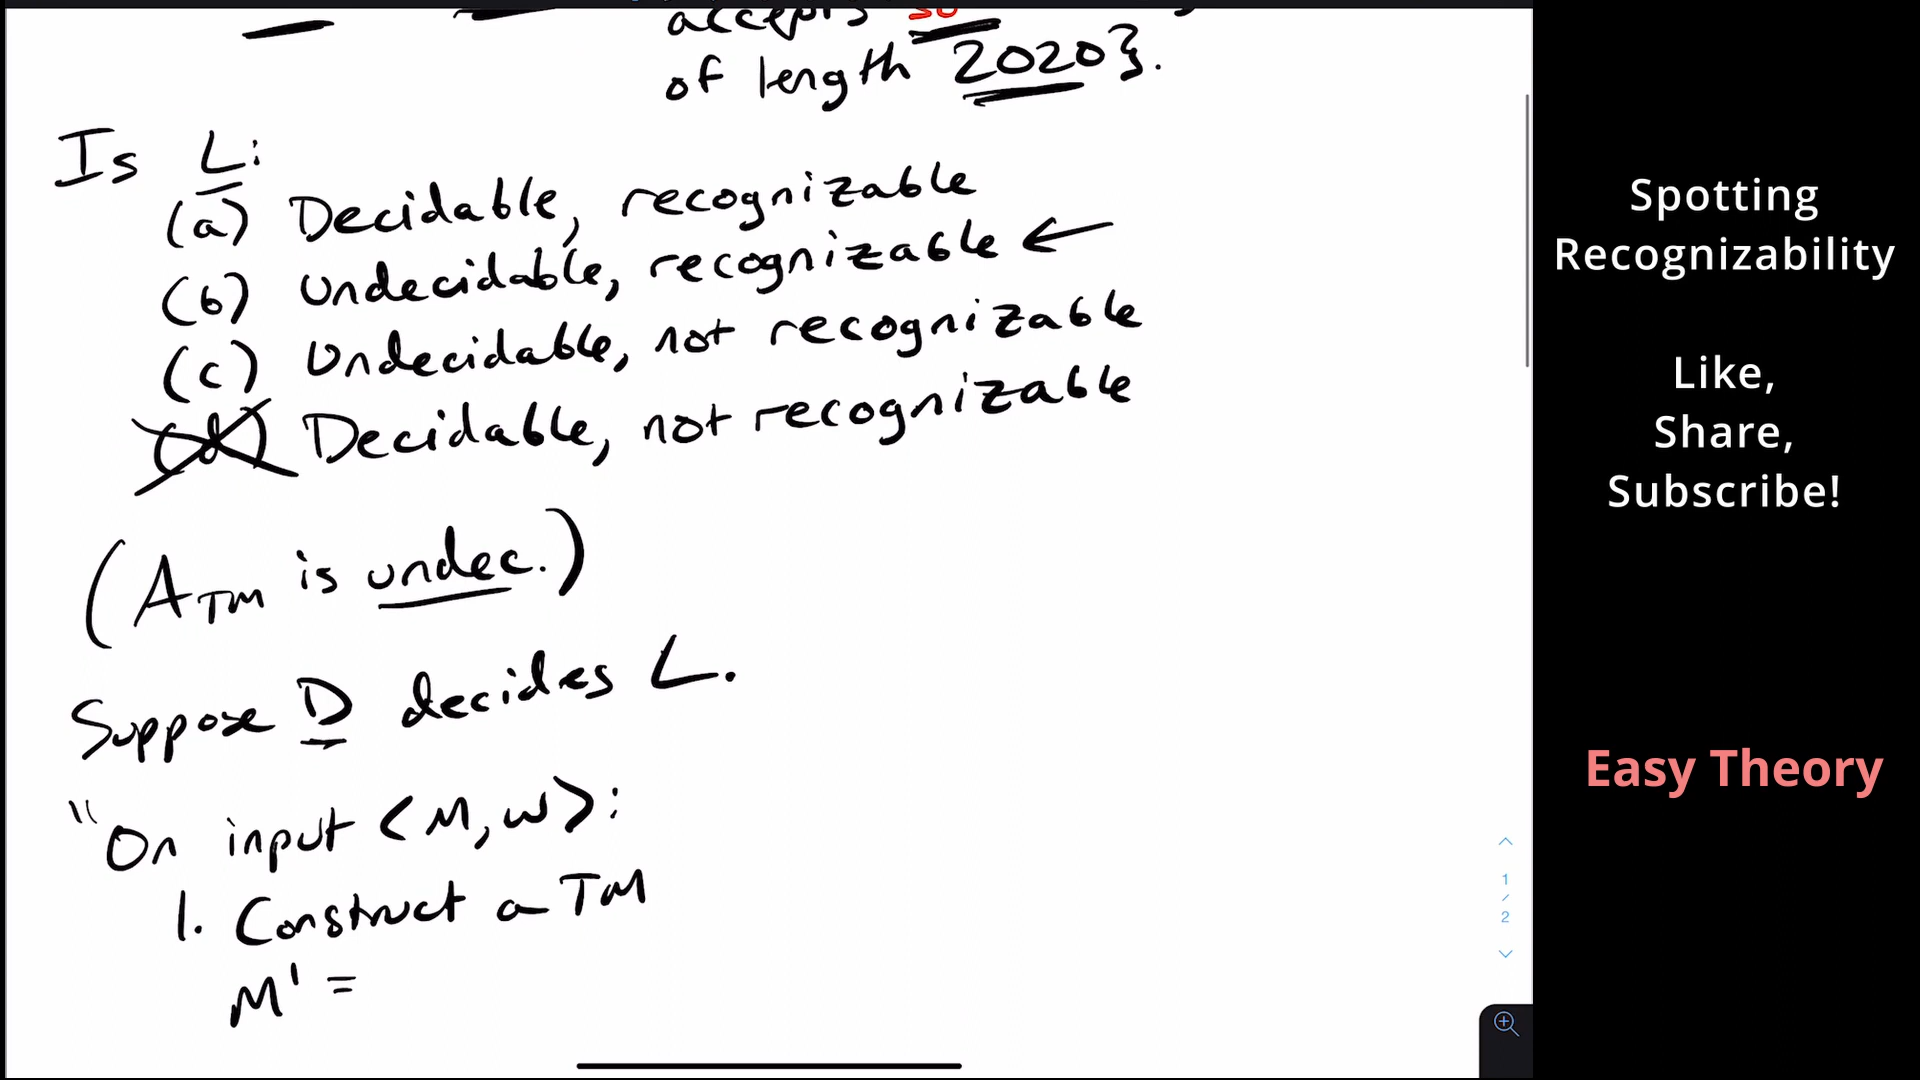 accepts
of length 2020}.
Is L:
(a) Decidable, recognizable
(b) Undecidable, recognizable ←
(c) Undecidable, not recognizable
(d) Decidable, not recognizable
(A_TM is undec.)
Suppose D decides L.
"On input <M, w>:
1. Construct a TM
M' =
Spotting
Recognizability
Like,
Share,
Subscribe!
Easy Theory
1
/
2